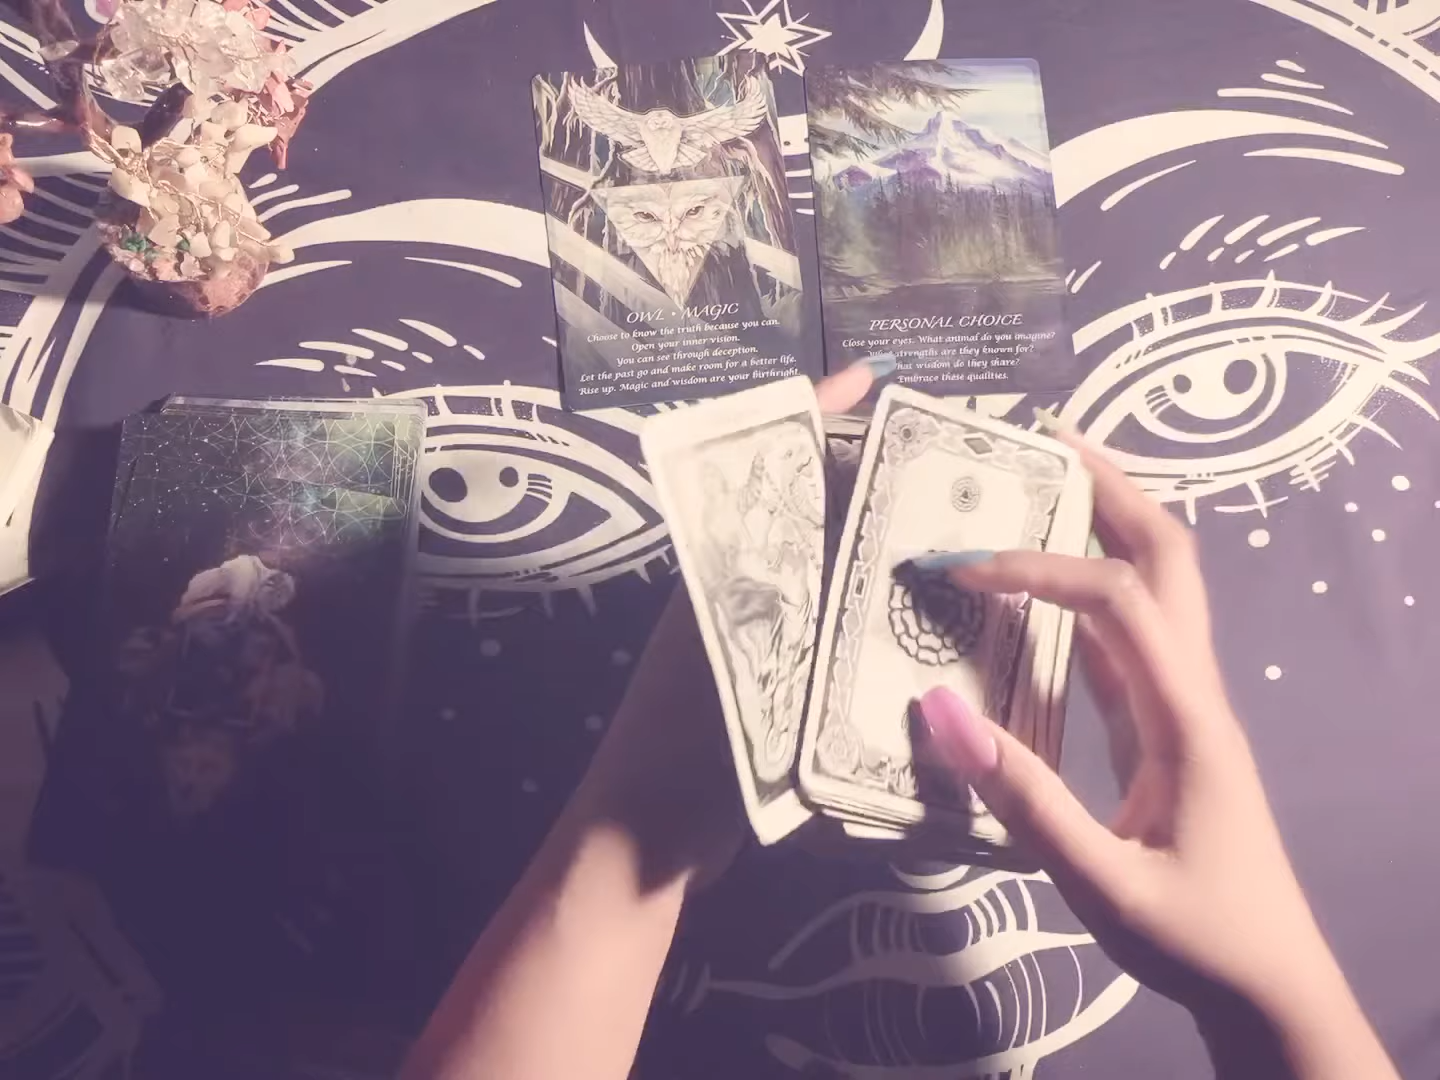 OWL • MAGIC
Choose to know the truth because you can.
Open your inner vision.
You can see through deception.
Let the past go and make room for a better life.
Rise up. Magic and wisdom are your birthright.
PERSONAL CHOICE
Close your eyes. What animal do you imagine?
What strengths are they known for?
What wisdom do they share?
Embrace these qualities.